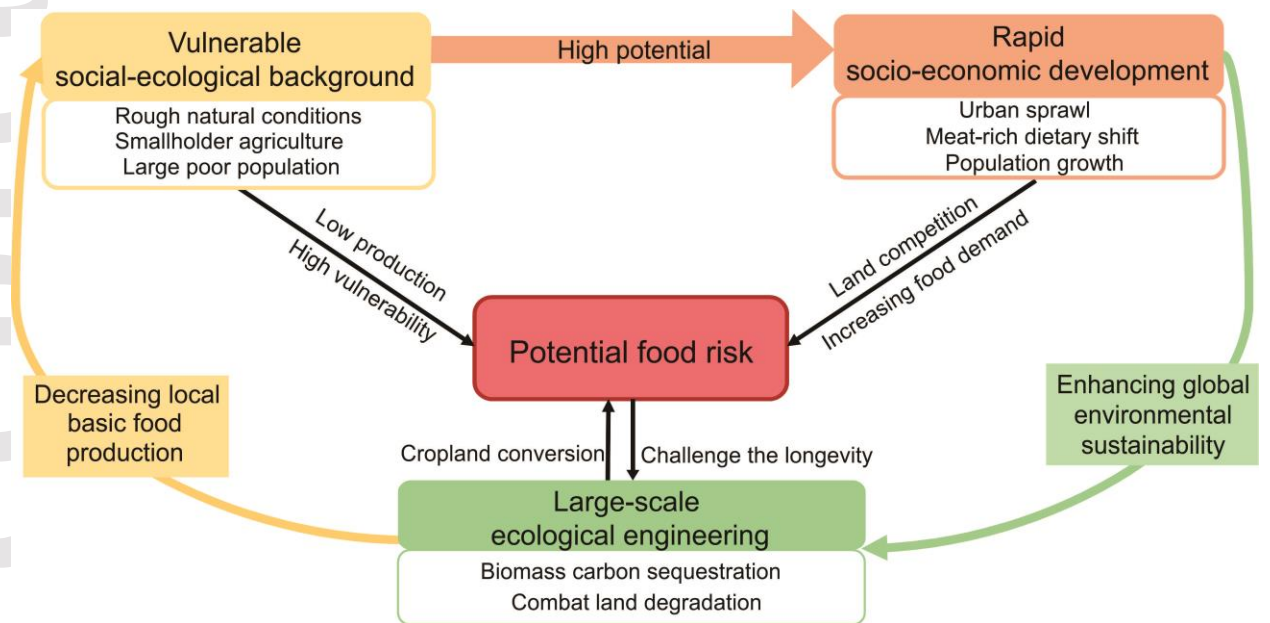 Vulnerable
social-ecological background
Rough natural conditions
Smallholder agriculture
Large poor population
High potential
Rapid
socio-economic development
Urban sprawl
Meat-rich dietary shift
Population growth
Low production
High vulnerability
Land competition
Increasing food demand
Potential food risk
Decreasing local
basic food
production
Enhancing global
environmental
sustainability
Cropland conversion
Challenge the longevity
Large-scale
ecological engineering
Biomass carbon sequestration
Combat land degradation